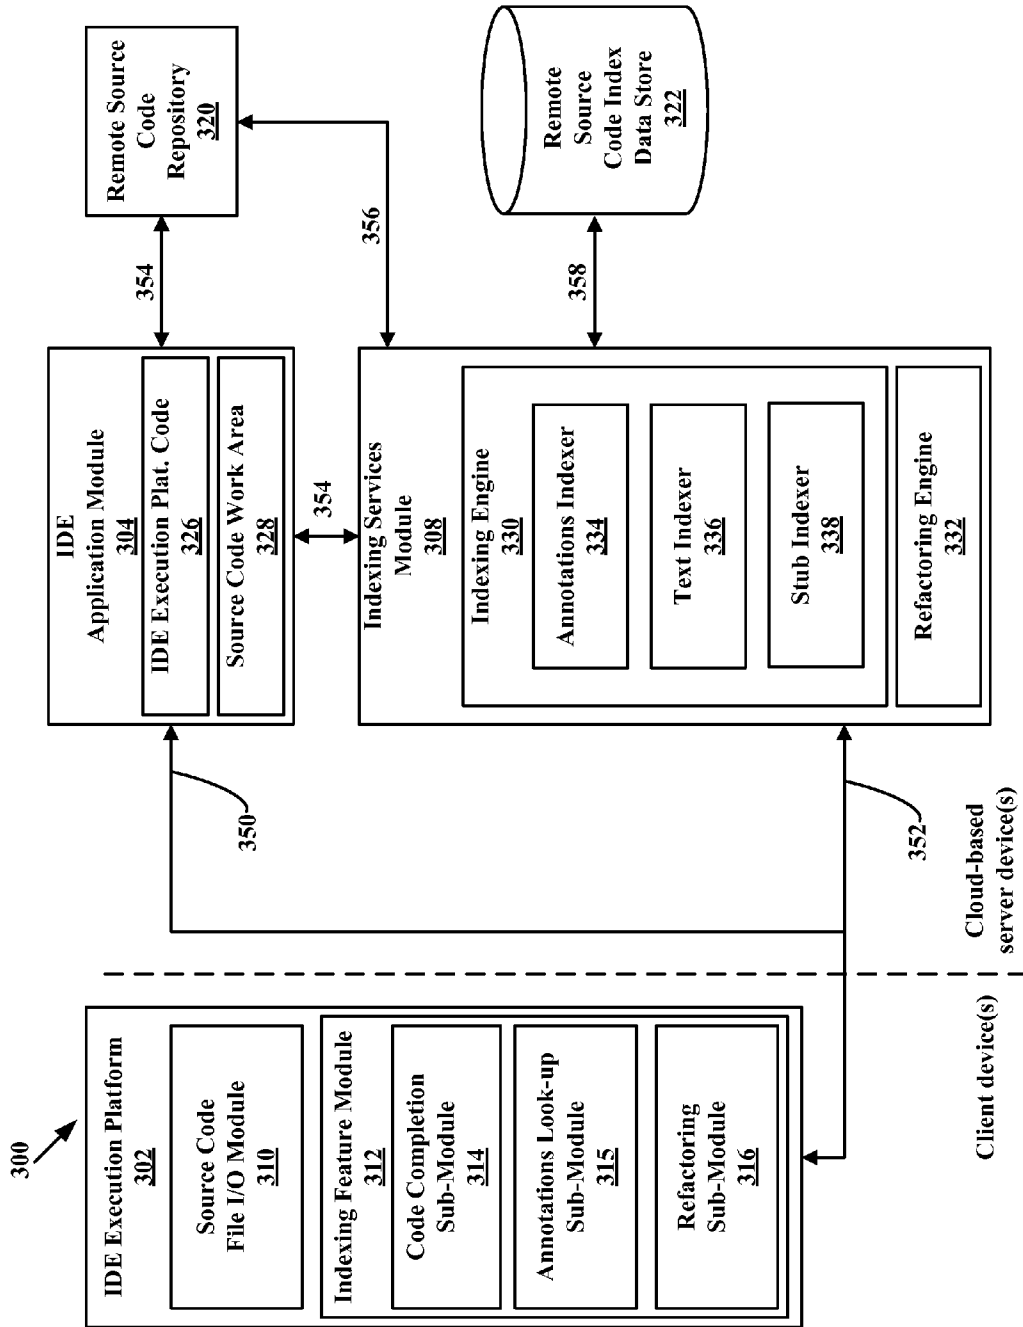 300
IDE Execution Platform
302
Source Code
File I/O Module
310
Indexing Feature Module
312
Code Completion
Sub-Module
314
Annotations Look-up
Sub-Module
315
Refactoring
Sub-Module
316
Client device(s)
Cloud-based
server device(s)
350
352
IDE
Application Module
304
IDE Execution Plat. Code
326
Source Code Work Area
328
354
Indexing Services
Module
308
Indexing Engine
330
Annotations Indexer
334
Text Indexer
336
Stub Indexer
338
Refactoring Engine
332
354
356
358
Remote Source
Code
Repository
320
Remote
Source
Code Index
Data Store
322